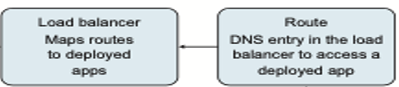 Load balancer
Maps routes
to deployed
apps
Route
DNS entry in the load
balancer to access a
deployed app